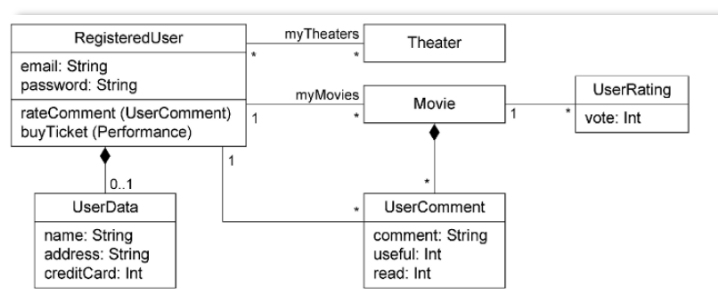 RegisteredUser
email: String
password: String
rateComment (UserComment)
buyTicket (Performance)
myTheaters
*
*
Theater
myMovies
1
*
Movie
1
*
UserRating
vote: Int
0..1
UserData
name: String
address: String
creditCard: Int
1
*
*
UserComment
comment: String
useful: Int
read: Int